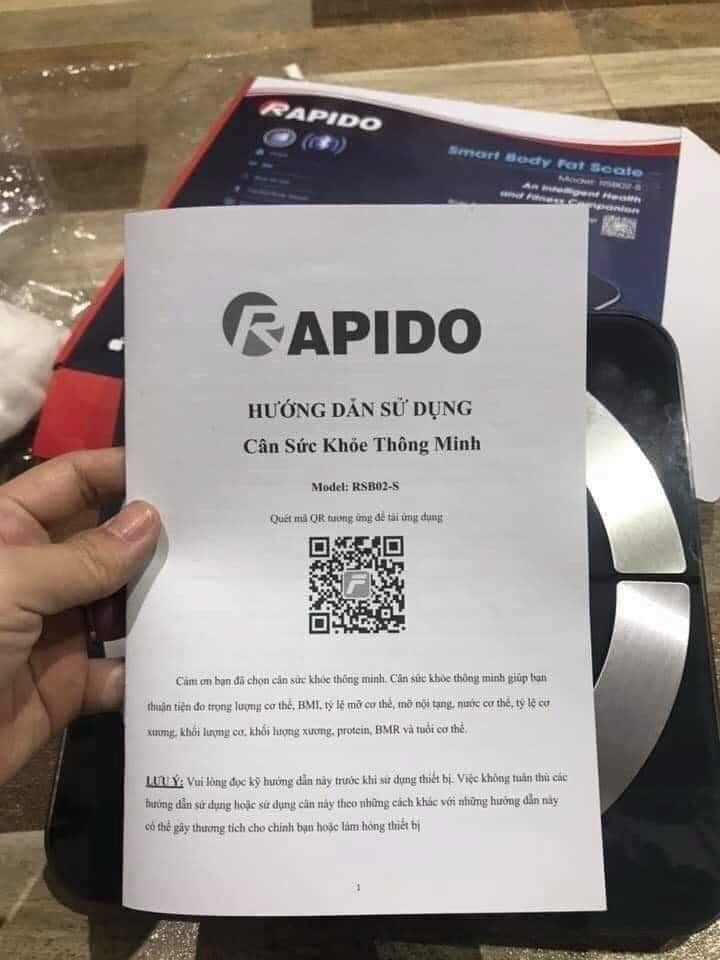 RAPIDO
Smart Body Fat Scale
Model: RSB02-S
An Intelligent Health
and Fitness Companion
RAPIDO
HƯỚNG DẪN SỬ DỤNG
Cân Sức Khỏe Thông Minh
Model: RSB02-S
Quét mã QR tương ứng để tải ứng dụng
Cảm ơn bạn đã chọn cân sức khỏe thông minh. Cân sức khỏe thông minh giúp bạn
thuận tiện đo trọng lượng cơ thể, BMI, tỷ lệ mỡ cơ thể, mỡ nội tạng, nước cơ thể, tỷ lệ cơ
xương, khối lượng cơ, khối lượng xương, protein, BMR và tuổi cơ thể.
LƯU Ý: Vui lòng đọc kỹ hướng dẫn này trước khi sử dụng thiết bị. Việc không tuân thủ các
hướng dẫn sử dụng hoặc sử dụng cân này theo những cách khác với những hướng dẫn này
có thể gây thương tích cho chính bạn hoặc làm hỏng thiết bị
1